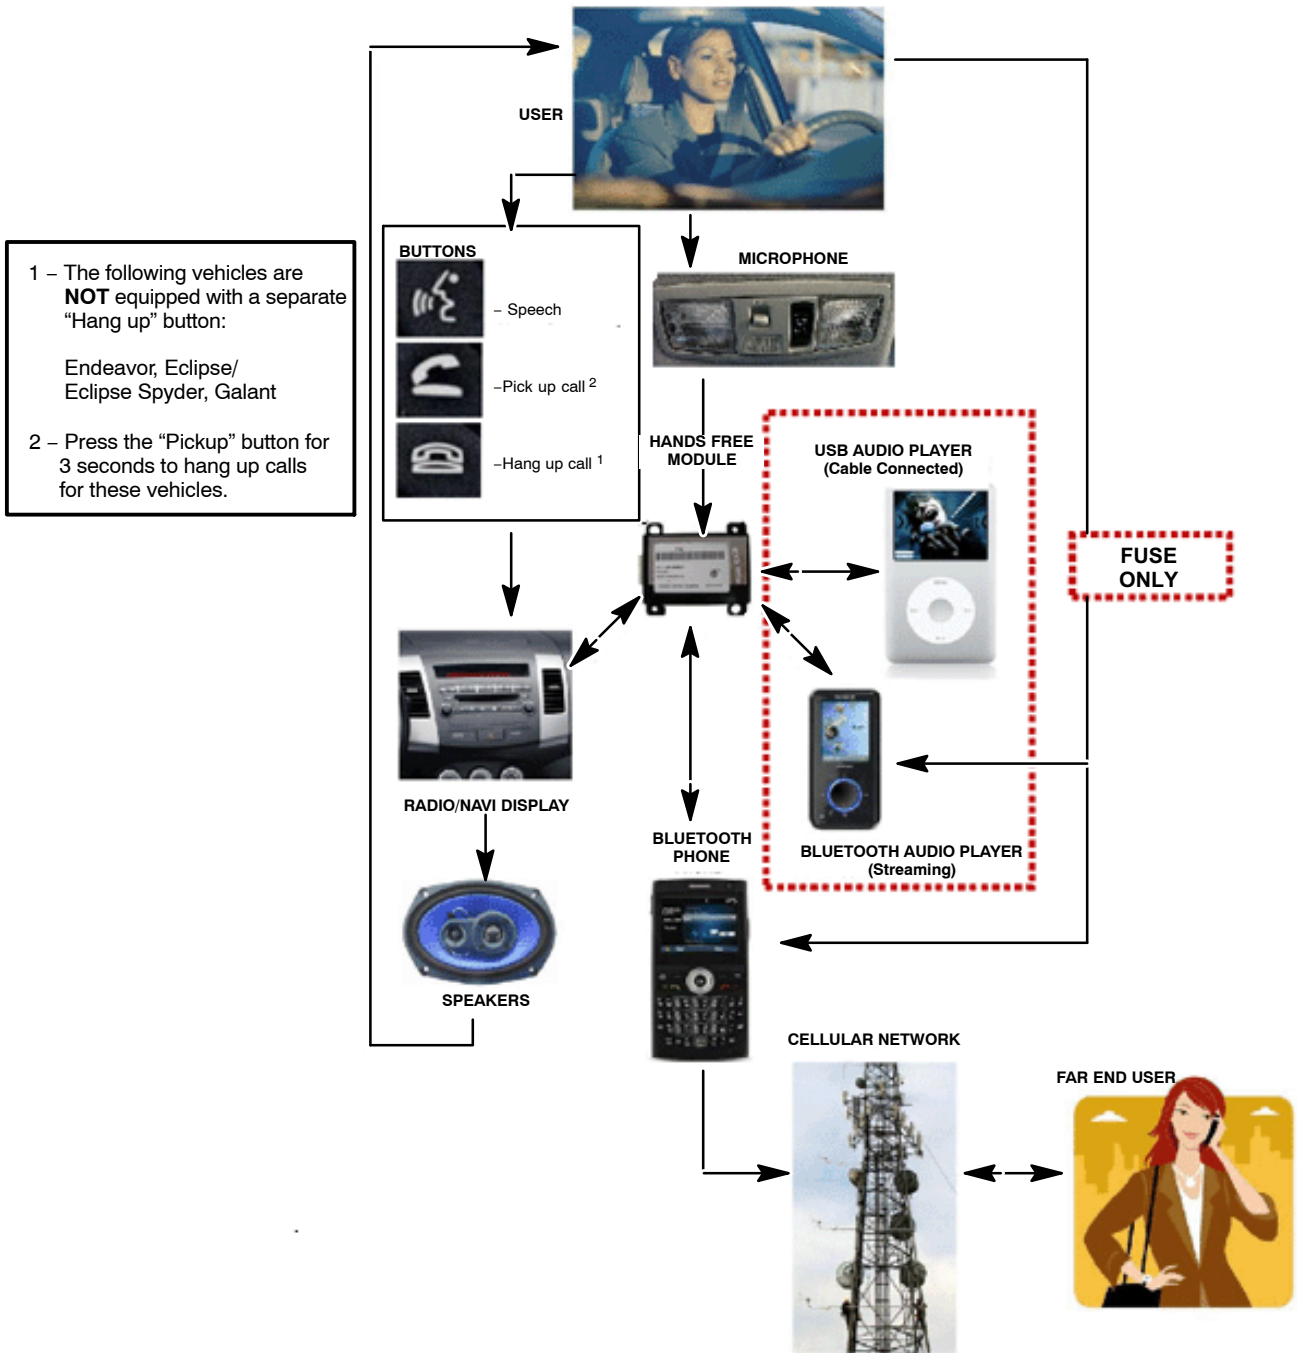 USER
BUTTONS
– Speech
–Pick up call 2
–Hang up call 1
MICROPHONE
1 – The following vehicles are
NOT equipped with a separate
“Hang up” button:
Endeavor, Eclipse/
Eclipse Spyder, Galant
2 – Press the “Pickup” button for
3 seconds to hang up calls
for these vehicles.
HANDS FREE
MODULE
USB AUDIO PLAYER
(Cable Connected)
FUSE
ONLY
RADIO/NAVI DISPLAY
BLUETOOTH
PHONE
BLUETOOTH AUDIO PLAYER
(Streaming)
SPEAKERS
CELLULAR NETWORK
FAR END USER